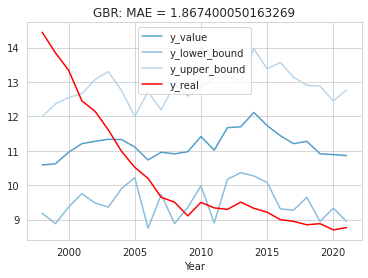 GBR: MAE = 1.867400050163269
y_value
y_lower_bound
y_upper_bound
y_real
14
13
12
11
10
9
2000
2005
2010
2015
2020
Year